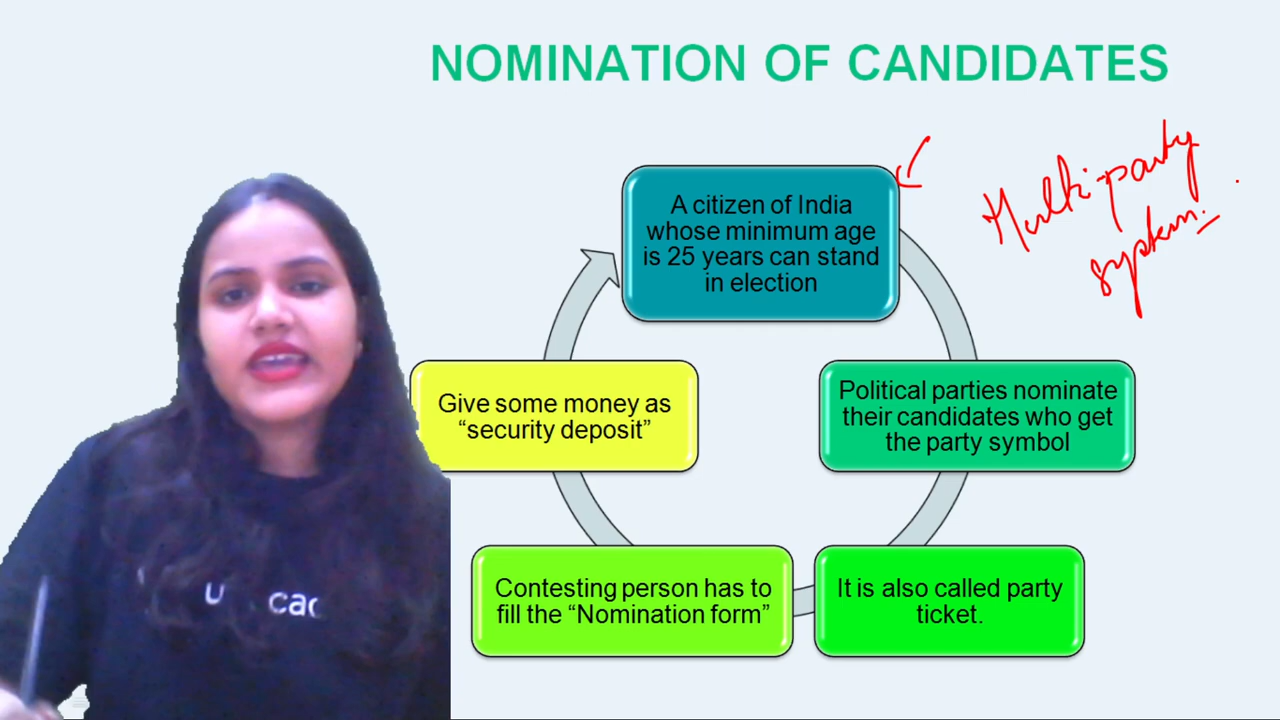 NOMINATION OF CANDIDATES
A citizen of India
whose minimum age
is 25 years can stand
in election
Multi-party
system
Political parties nominate
their candidates who get
the party symbol
It is also called party
ticket.
Contesting person has to
fill the “Nomination form”
Give some money as
“security deposit”